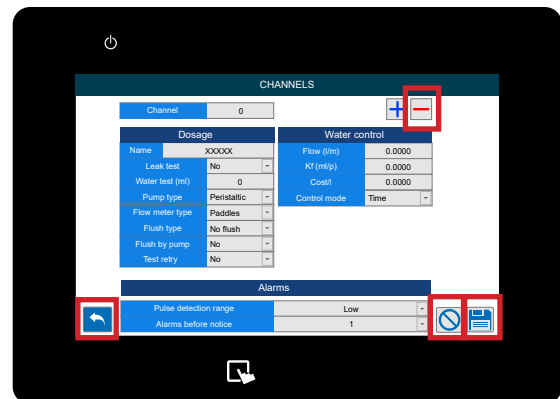 CHANNELS
Channel 0
Dosage
Name XXXXX
Leak test No
Water test (ml) 0
Pump type Peristaltic
Flow meter type Paddles
Flush type No flush
Flush by pump No
Test retry No
Water control
Flow (l/m) 0.0000
Kf (ml/p) 0.0000
Cost/l 0.0000
Control mode Time
Alarms
Pulse detection range Low
Alarms before notice 1